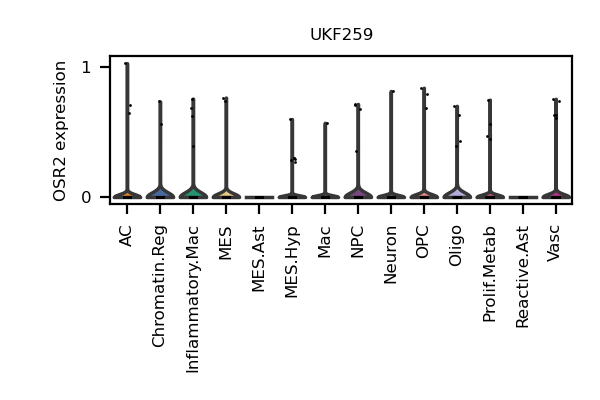 UKF259
OSR2 expression
1
0
AC
Chromatin.Reg
Inflammatory.Mac
MES
MES.Ast
MES.Hyp
Mac
NPC
Neuron
OPC
Oligo
Prolif.Metab
Reactive.Ast
Vasc